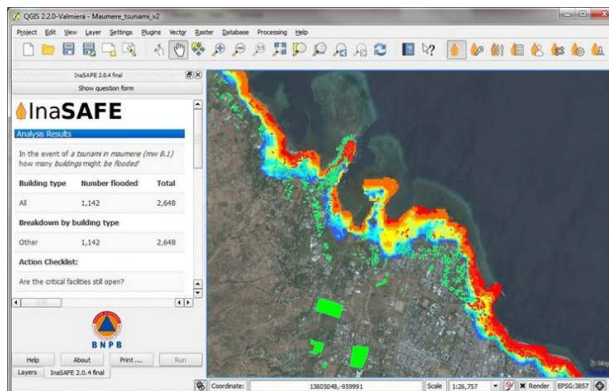 QGIS 2.2.0-Valmiera - Maumere_tsunami_v2
Project Edit View Layer Settings Plugins Vector Raster Database Processing Help
InaSAFE 2.0.4 final
Show question form
InaSAFE
Analysis Results
In the event of a tsunami in maumere (mw 8.1)
how many buildings might be flooded
Building type Number flooded Total
All 1,142 2,648
Breakdown by building type
Other 1,142 2,648
Action Checklist:
Are the critical facilities still open?
BNPB
Help About Print ... Run
Layers InaSAFE 2.0.4 final
Coordinate: 13605048,-959991 Scale 1:26,757 Render EPSG:3857